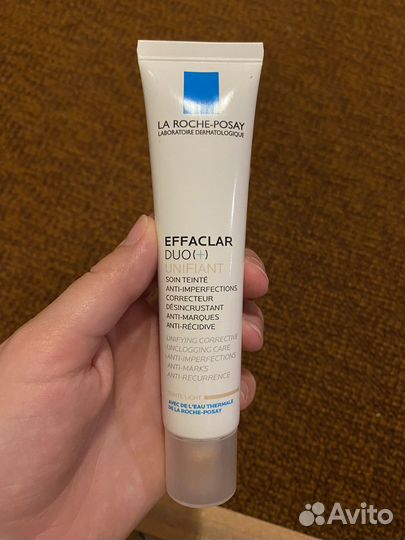 LA ROCHE-POSAY
LABORATOIRE DERMATOLOGIQUE
EFFACLAR
DUO(+)
UNIFIANT
SOIN TEINTÉ
ANTI-IMPERFECTIONS
CORRECTEUR
DÉSINCRUSTANT
ANTI-MARQUES
ANTI-RÉCIDIVE
UNIFYING CORRECTIVE
UNCLOGGING CARE
ANTI-IMPERFECTIONS
ANTI-MARKS
ANTI-RECURRENCE
LIGHT
AVEC DE L'EAU THERMALE
DE LA ROCHE-POSAY
Avito